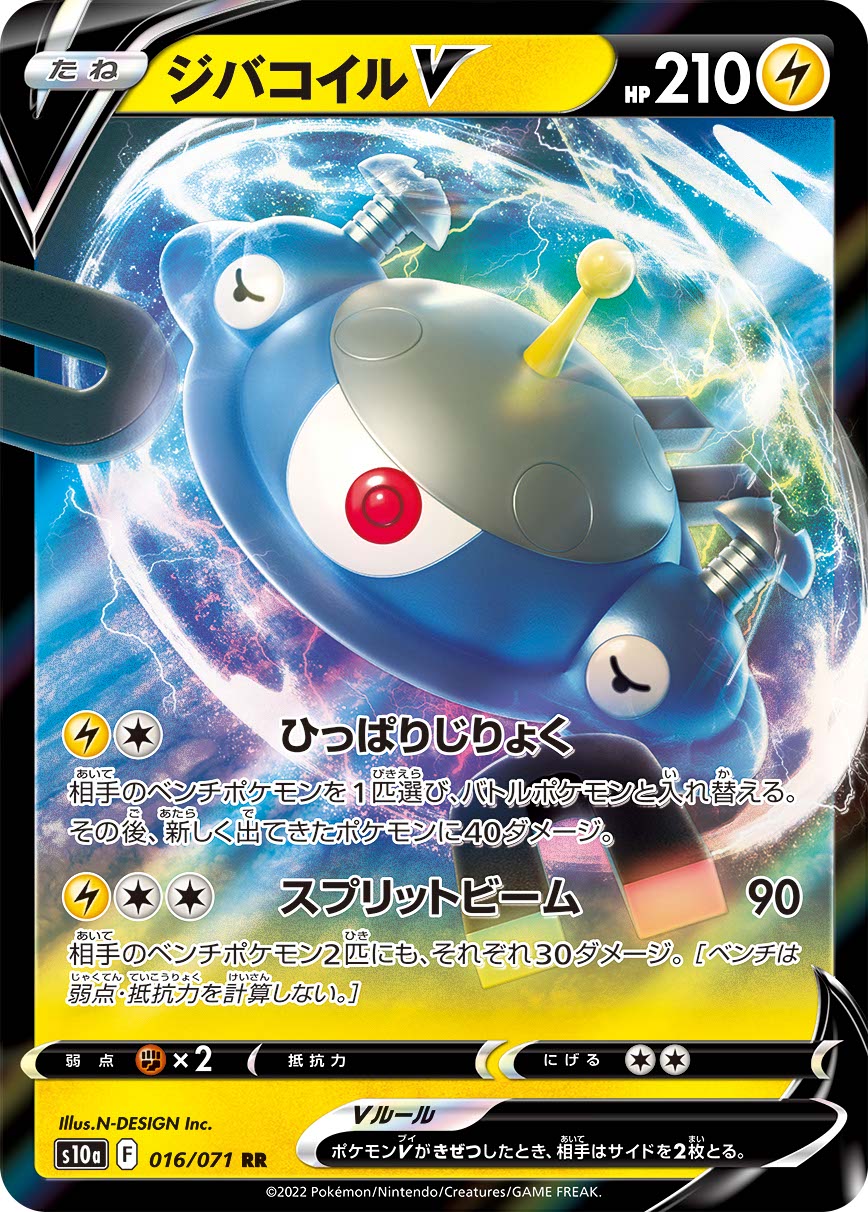 たね ジバコイルV HP 210
ひっぱりじりょく
相手のベンチポケモンを1匹選び、バトルポケモンと入れ替える。
その後、新しく出てきたポケモンに40ダメージ。
スプリットビーム 90
相手のベンチポケモン2匹にも、それぞれ30ダメージ。[ベンチは
弱点・抵抗力を計算しない。]
弱点 ×2 抵抗力 にげる
Illus.N-DESIGN Inc.
Vルール
ポケモンVがきぜつしたとき、相手はサイドを2枚とる。
s10a F 016/071 RR
©2022 Pokémon/Nintendo/Creatures/GAME FREAK.